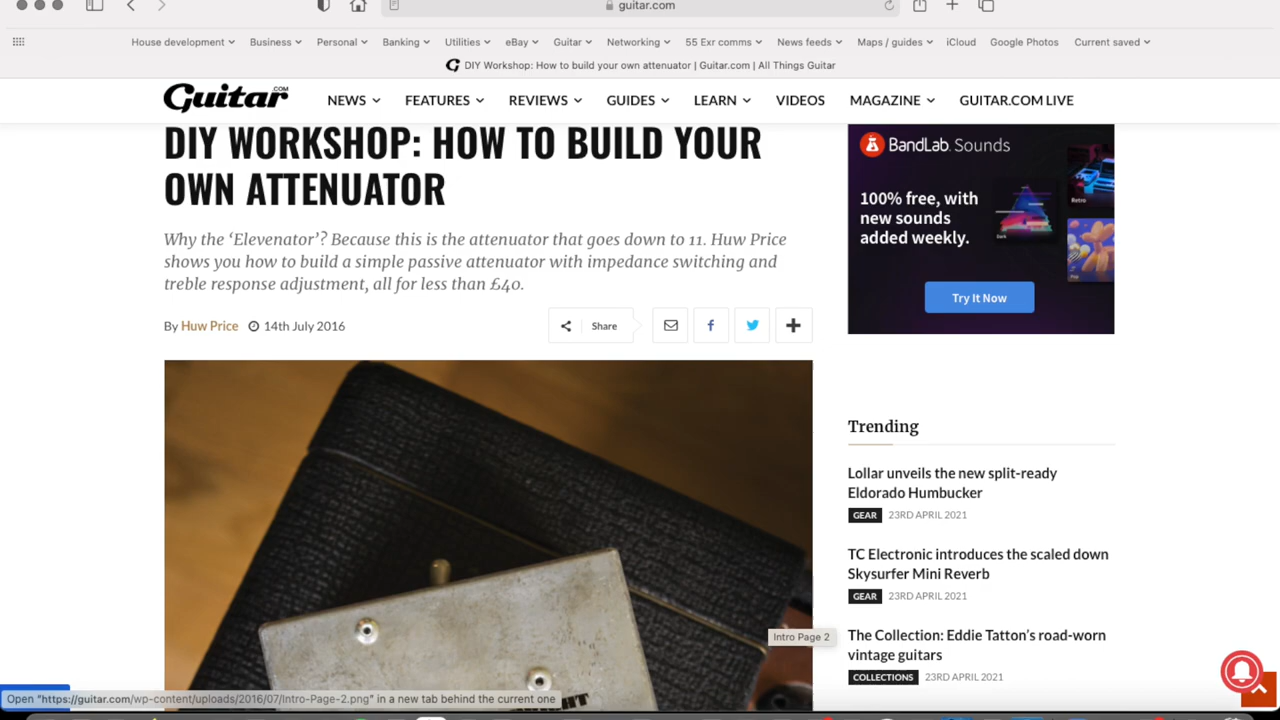 guitar.com
House development
Business
Personal
Banking
Utilities
eBay
Guitar
Networking
55 Exr comms
News feeds
Maps / guides
iCloud
Google Photos
Current saved
DIY Workshop: How to build your own attenuator | Guitar.com | All Things Guitar
Guitar
.COM
NEWS
FEATURES
REVIEWS
GUIDES
LEARN
VIDEOS
MAGAZINE
GUITAR.COM LIVE
DIY WORKSHOP: HOW TO BUILD YOUR
OWN ATTENUATOR
Why the ‘Elevenator’? Because this is the attenuator that goes down to 11. Huw Price
shows you how to build a simple passive attenuator with impedance switching and
treble response adjustment, all for less than £40.
By Huw Price 14th July 2016
Share
BandLab Sounds
100% free, with
new sounds
added weekly.
Retro
Dark
Pop
Try It Now
Trending
Lollar unveils the new split-ready
Eldorado Humbucker
GEAR 23RD APRIL 2021
TC Electronic introduces the scaled down
Skysurfer Mini Reverb
GEAR 23RD APRIL 2021
The Collection: Eddie Tatton’s road-worn
vintage guitars
COLLECTIONS 23RD APRIL 2021
Intro Page 2
Open “https://guitar.com/wp-content/uploads/2016/07/Intro-Page-2.png” in a new tab behind the current one